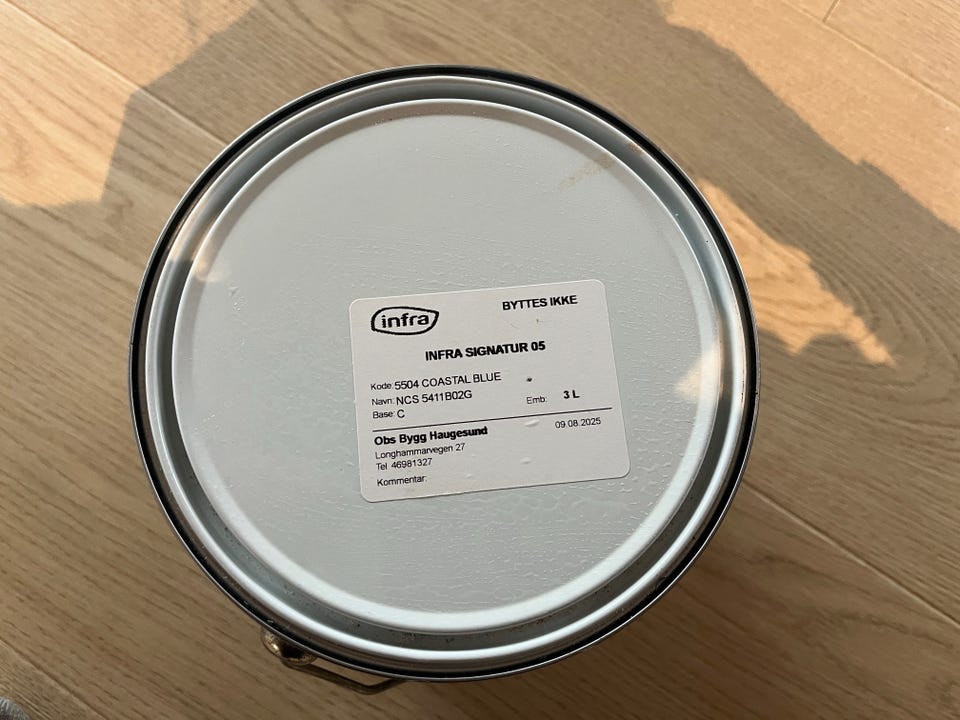 infra
BYTTES IKKE
INFRA SIGNATUR 05
Kode: 5504 COASTAL BLUE
Navn: NCS 5411B02G
Base: C
Emb: 3 L
Obs Bygg Haugesund
09.08.2025
Longhammarvegen 27
Tel 46981327
Kommentar: